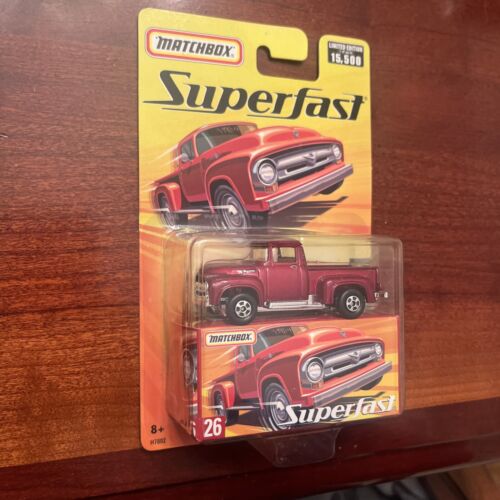 MATCHBOX®
LIMITED EDITION
15,500
Superfast®
MATCHBOX
Superfast
8+
26